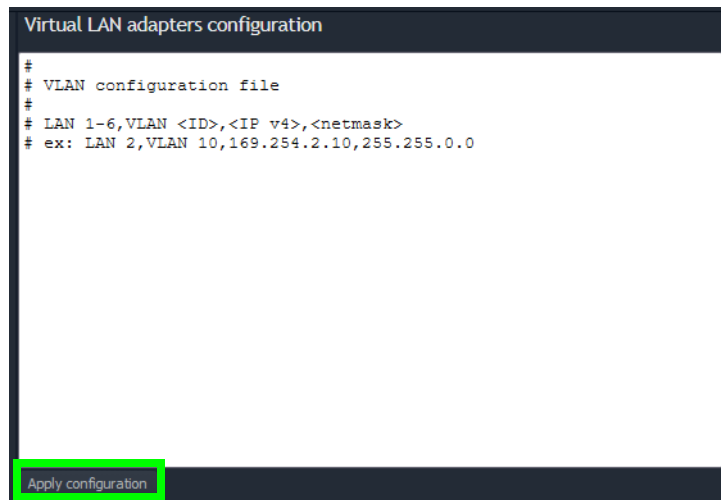 Virtual LAN adapters configuration
#
# VLAN configuration file
#
# LAN 1-6,VLAN <ID>,<IP v4>,<netmask>
# ex: LAN 2,VLAN 10,169.254.2.10,255.255.0.0
Apply configuration